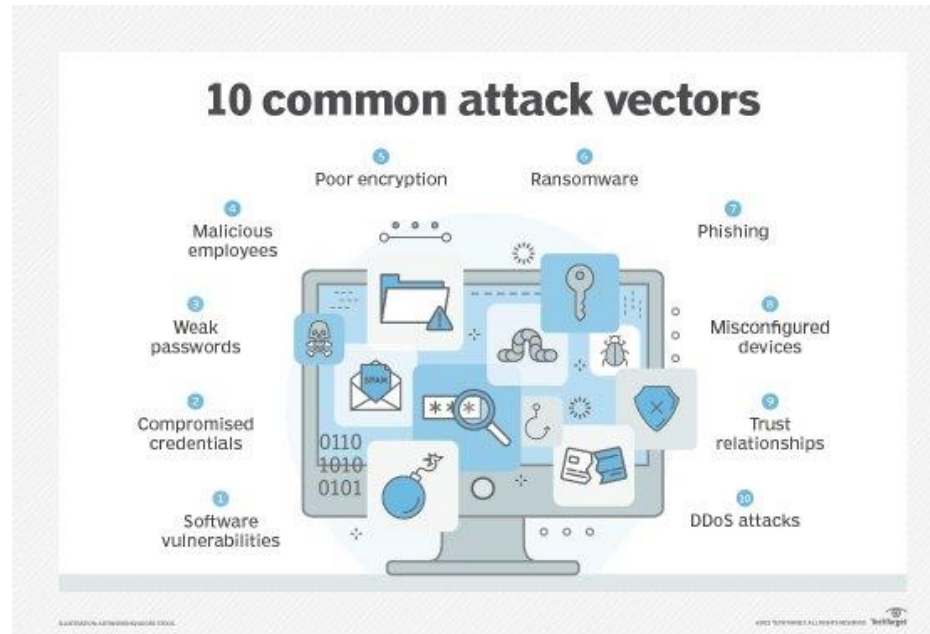 10 common attack vectors
5
Poor encryption
6
Ransomware
4
Malicious
employees
7
Phishing
3
Weak
passwords
8
Misconfigured
devices
2
Compromised
credentials
9
Trust
relationships
1
Software
vulnerabilities
10
DDoS attacks
SPAM
***
0110
1010
0101
TechTarget